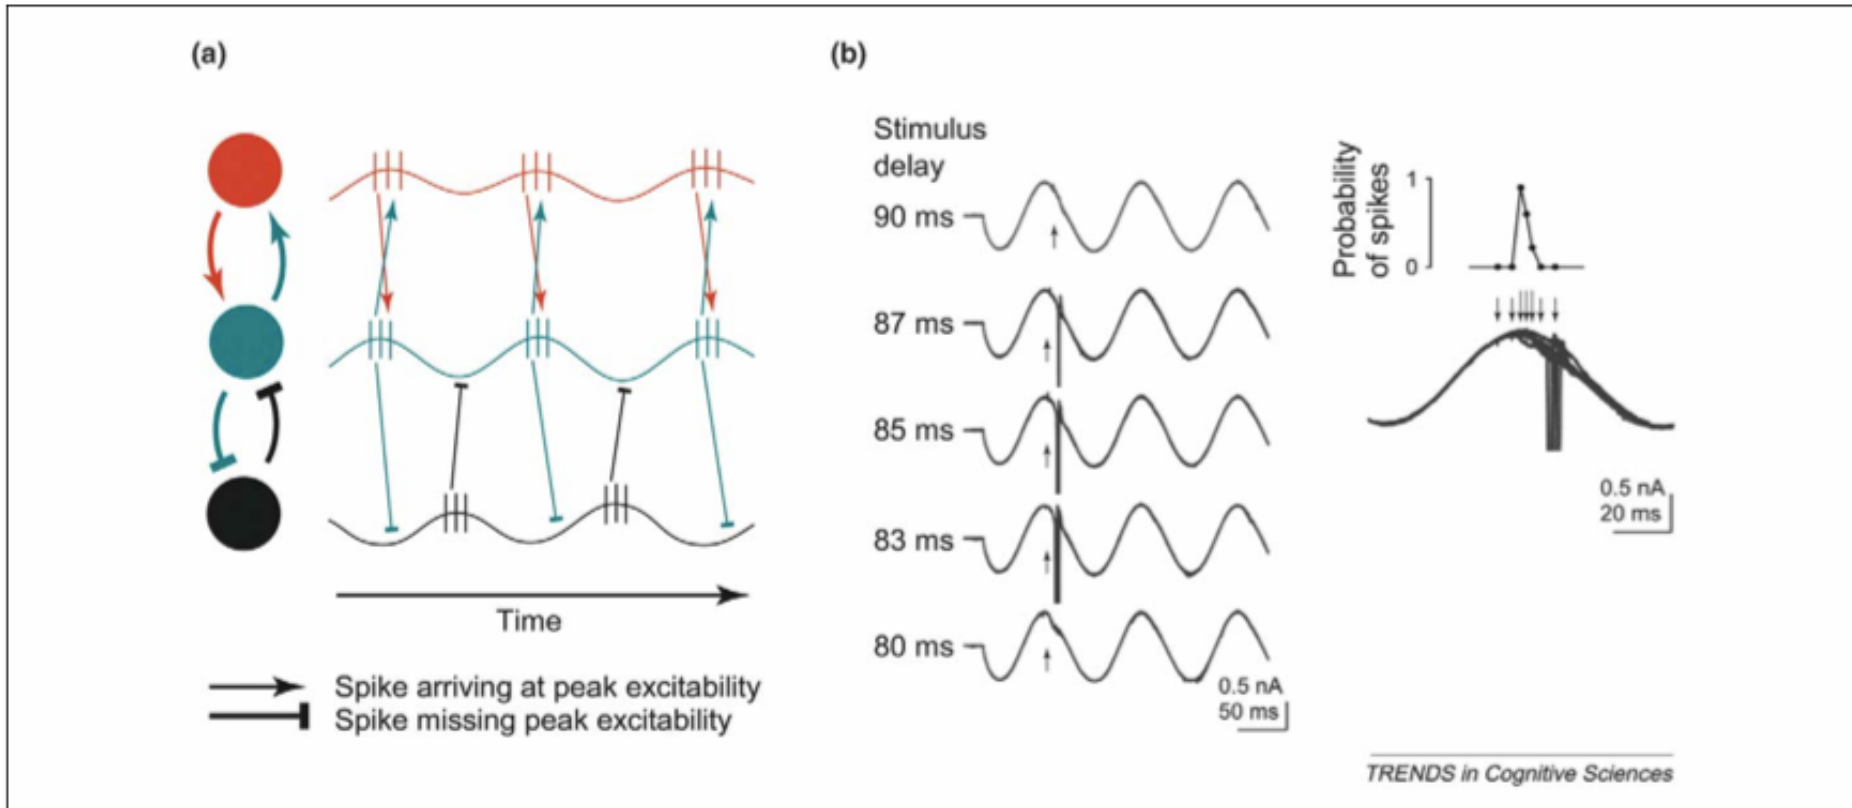 (a)
Time
Spike arriving at peak excitability
Spike missing peak excitability
(b)
Stimulus
delay
90 ms
87 ms
85 ms
83 ms
80 ms
0.5 nA
50 ms
Probability
of spikes
1
0
0.5 nA
20 ms
TRENDS in Cognitive Sciences